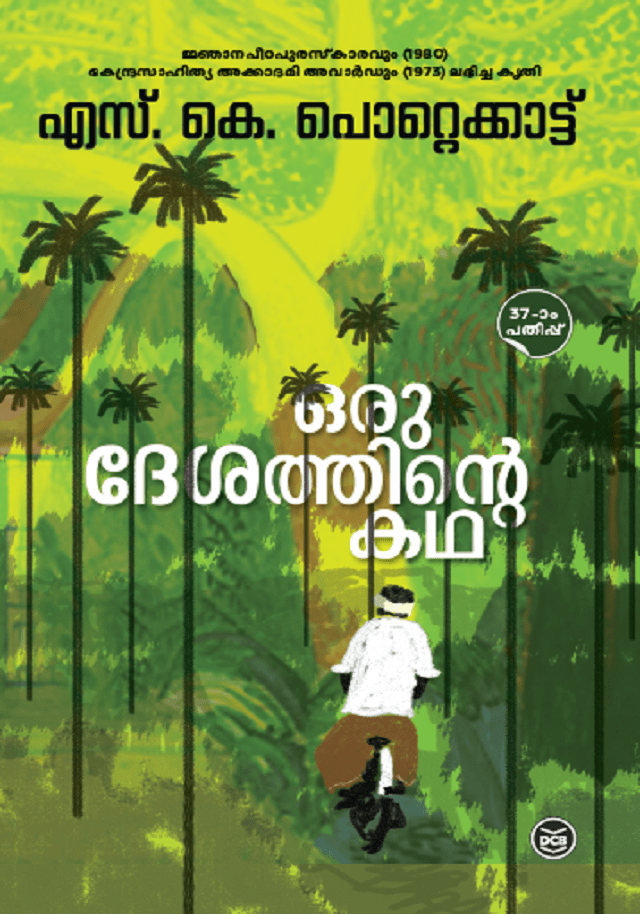 ജ്ഞാനപീഠപുരസ്‌കാരവും (1980)
കേന്ദ്രസാഹിത്യ അക്കാദമി അവാർഡും (1973) ലഭിച്ച കൃതി
എസ്. കെ. പൊറ്റെക്കാട്ട്
37-ാം
പതിപ്പ്
ഒരു
ദേശത്തിന്റെ
കഥ
DCB